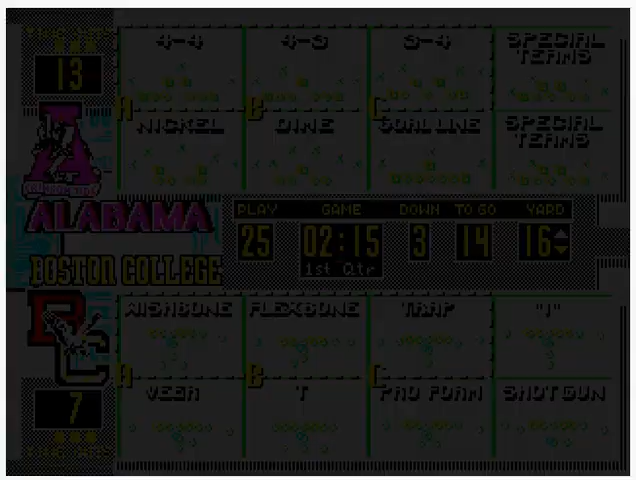 13
4-4 4-3 3-4 SPECIAL TEAMS
A B C
NICKEL DIME GOAL LINE SPECIAL TEAMS
ALABAMA
PLAY GAME DOWN TO GO YARD
25 02:15 3 14 16
1st Qtr
BOSTON COLLEGE
WISHBONE FLEXBONE TRAP "I"
A B C
VEER T PRO FORM SHOTGUN
BC
7